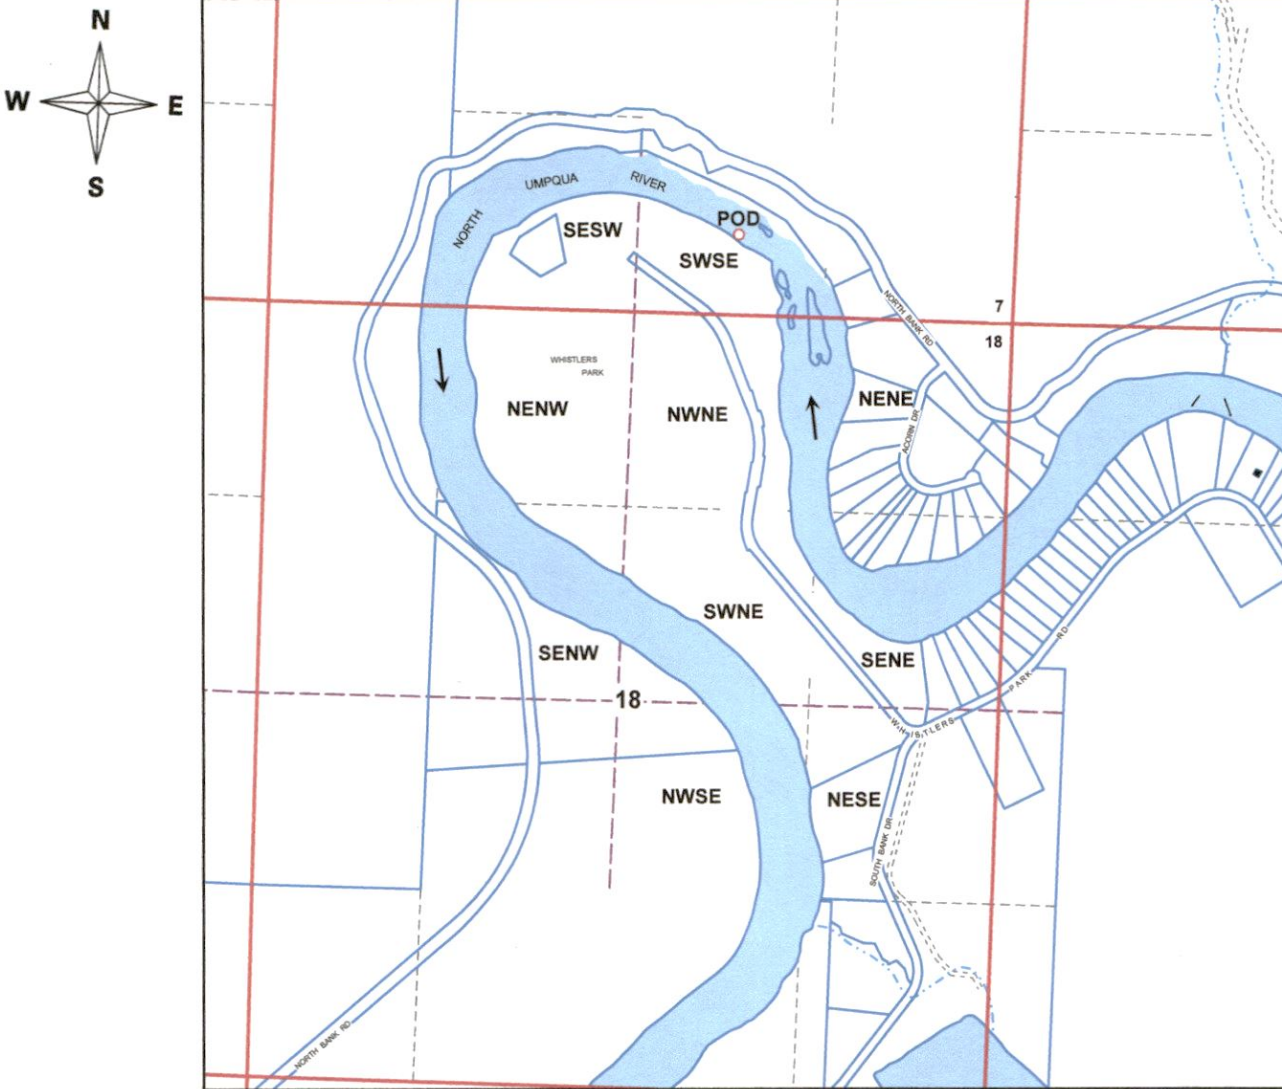 N
W E
S
UMPQUA
RIVER
NORTH
POD
SESW
SWSE
NORTH BANK RD
7
18
WHISTLERS
PARK
NENW
NWNE
NENE
ACORN DR
SWNE
SENW
SENE
PARK RD
18
WHISTLERS
NWSE
NESE
SOUTH BANK DR
NORTH BANK RD